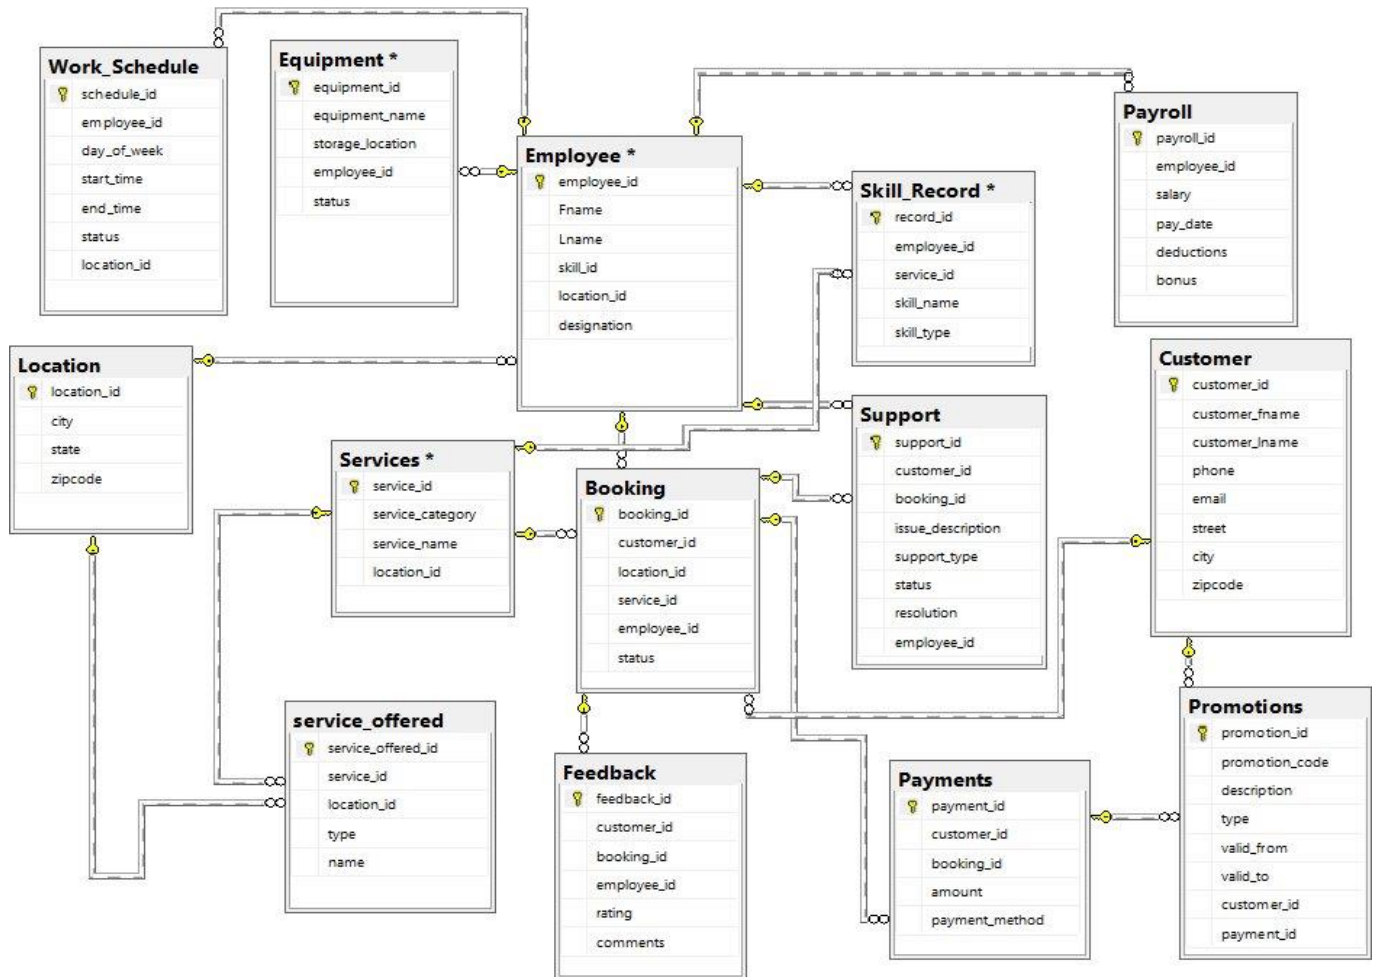 Work_Schedule
schedule_id
employee_id
day_of_week
start_time
end_time
status
location_id
Equipment *
equipment_id
equipment_name
storage_location
employee_id
status
Employee *
employee_id
Fname
Lname
skill_id
location_id
designation
Skill_Record *
record_id
employee_id
service_id
skill_name
skill_type
Payroll
payroll_id
employee_id
salary
pay_date
deductions
bonus
Location
location_id
city
state
zipcode
Services *
service_id
service_category
service_name
location_id
Booking
booking_id
customer_id
location_id
service_id
employee_id
status
Support
support_id
customer_id
booking_id
issue_description
support_type
status
resolution
employee_id
Customer
customer_id
customer_fname
customer_lname
phone
email
street
city
zipcode
service_offered
service_offered_id
service_id
location_id
type
name
Feedback
feedback_id
customer_id
booking_id
employee_id
rating
comments
Payments
payment_id
customer_id
booking_id
amount
payment_method
Promotions
promotion_id
promotion_code
description
type
valid_from
valid_to
customer_id
payment_id